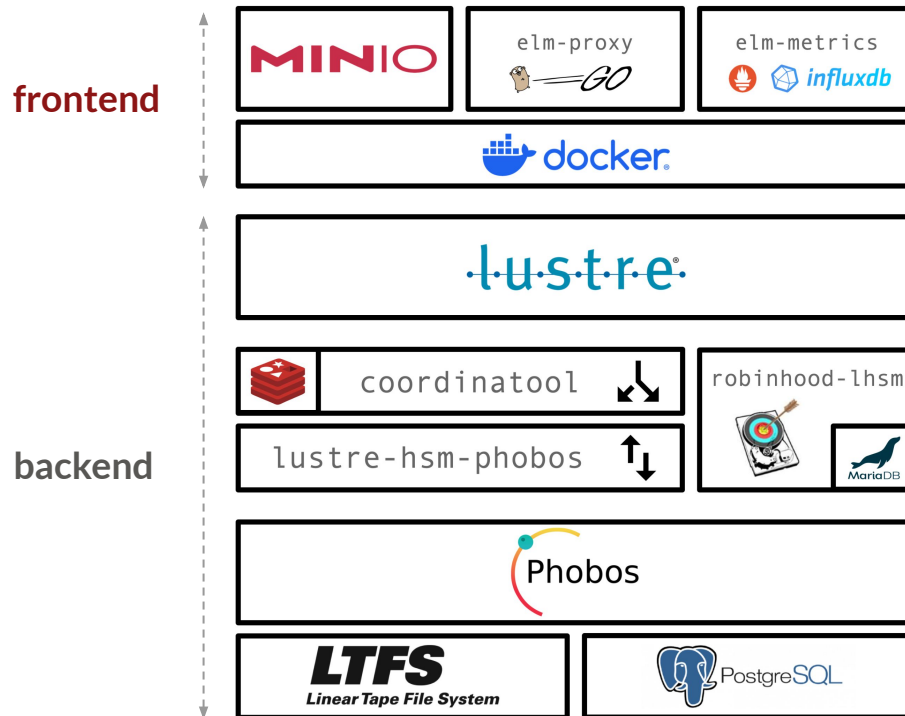 frontend
MINIO
elm-proxy
GO
elm-metrics
influxdb
docker®
lustre®
backend
coordinatool
lustre-hsm-phobos
robinhood-lhsm
MariaDB
Phobos
LTFS
Linear Tape File System
PostgreSQL